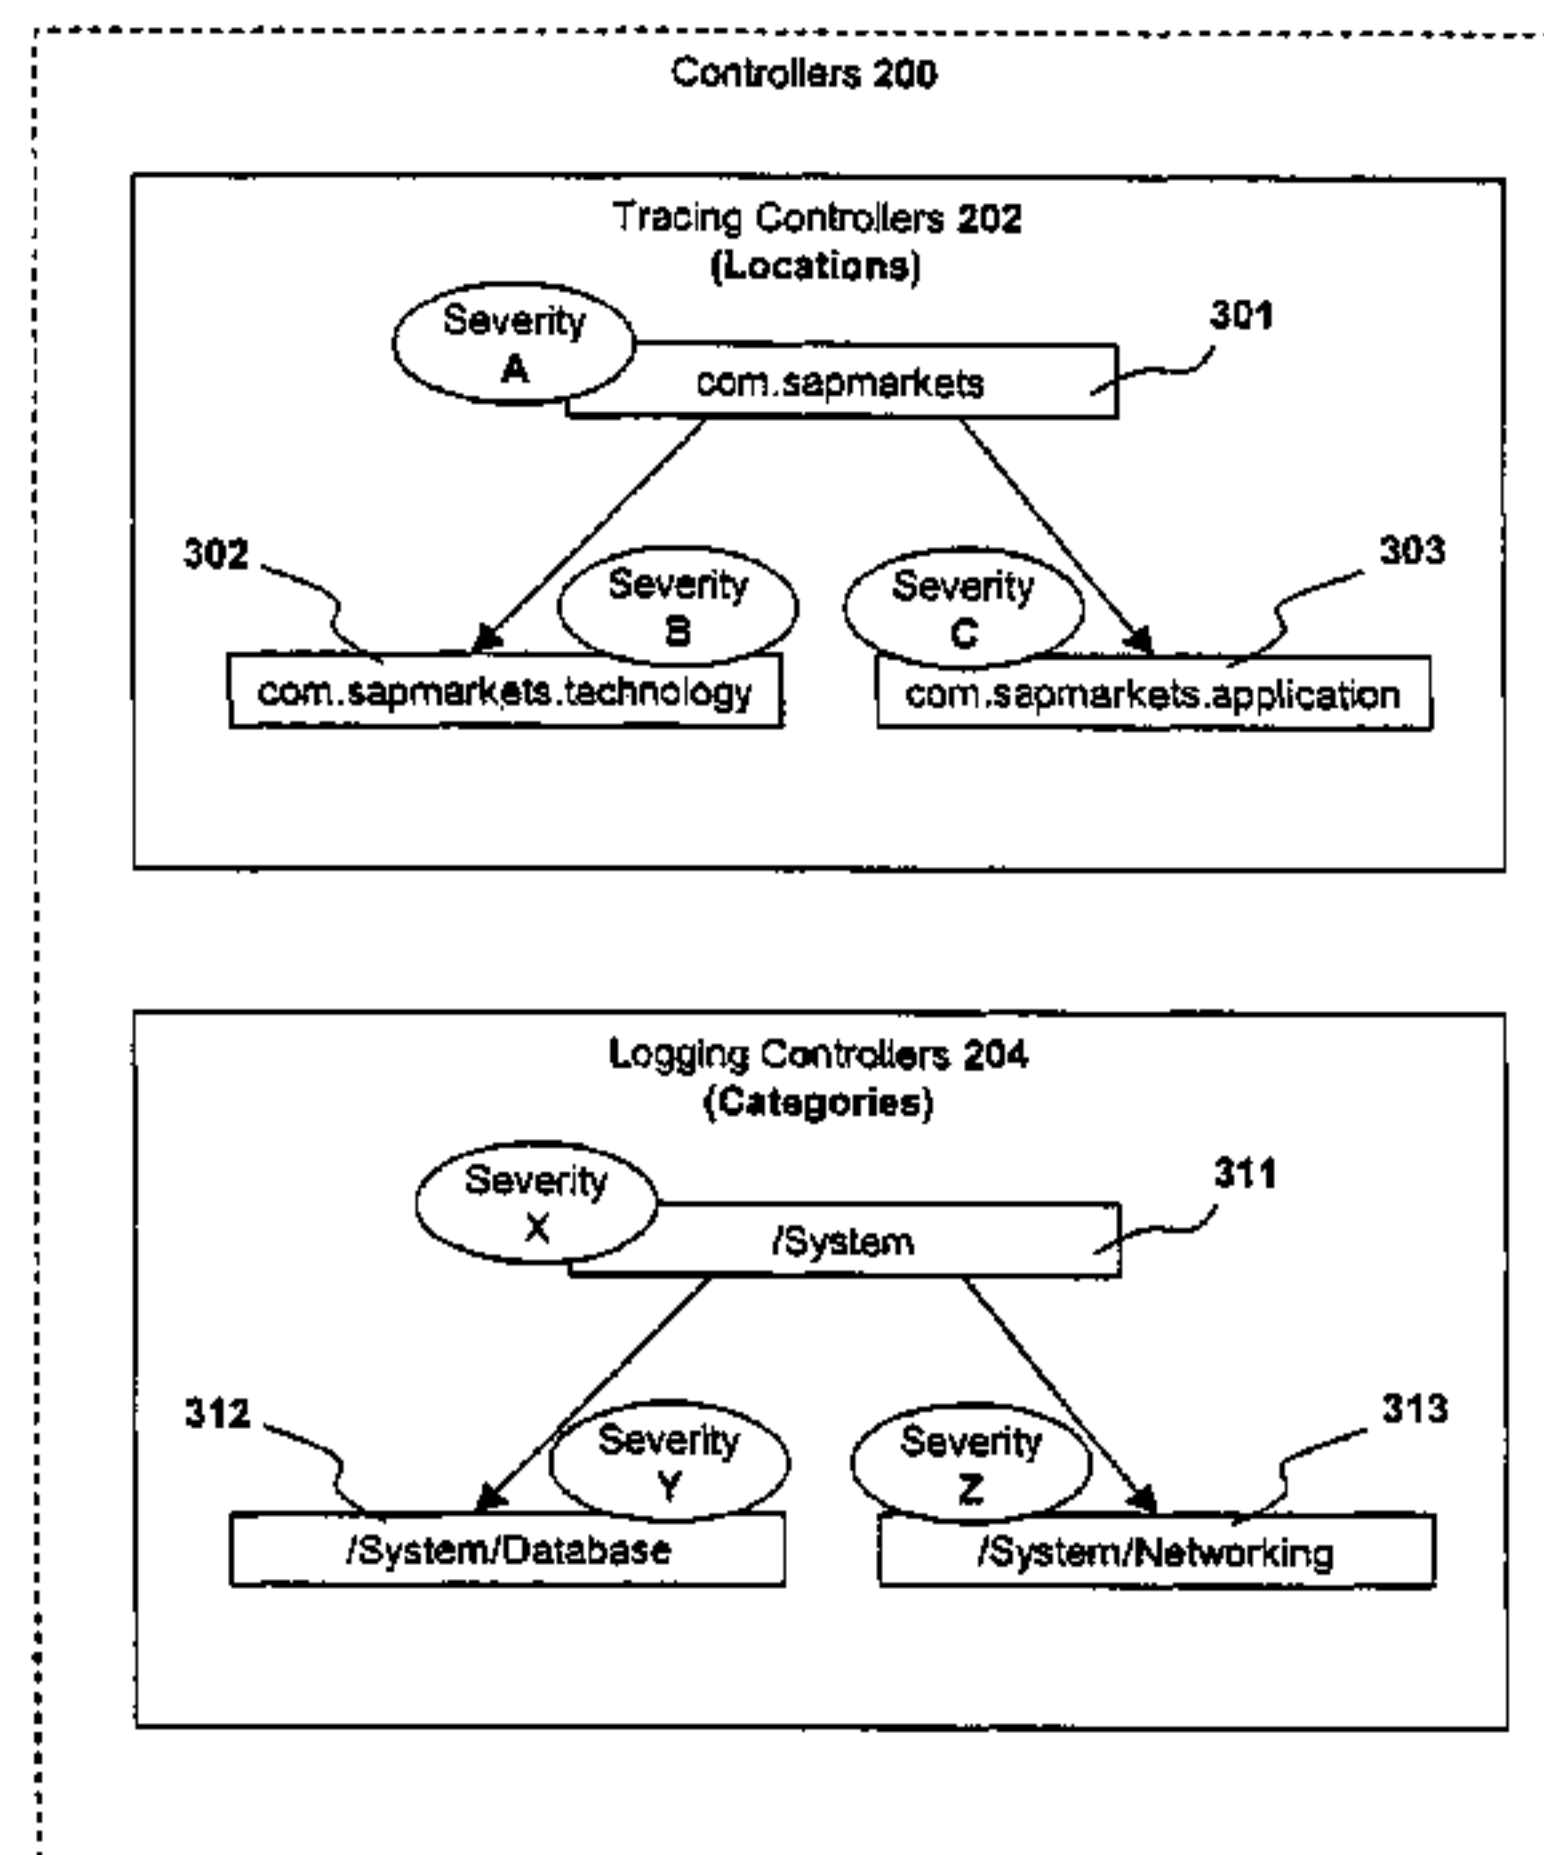 Controllers 200
Tracing Controllers 202
(Locations)
Severity
A
301
com.sapmarkets
302
Severity
B
Severity
C
303
com.sapmarkets.technology
com.sapmarkets.application
Logging Controllers 204
(Categories)
Severity
X
311
/System
312
Severity
Y
Severity
Z
313
/System/Database
/System/Networking